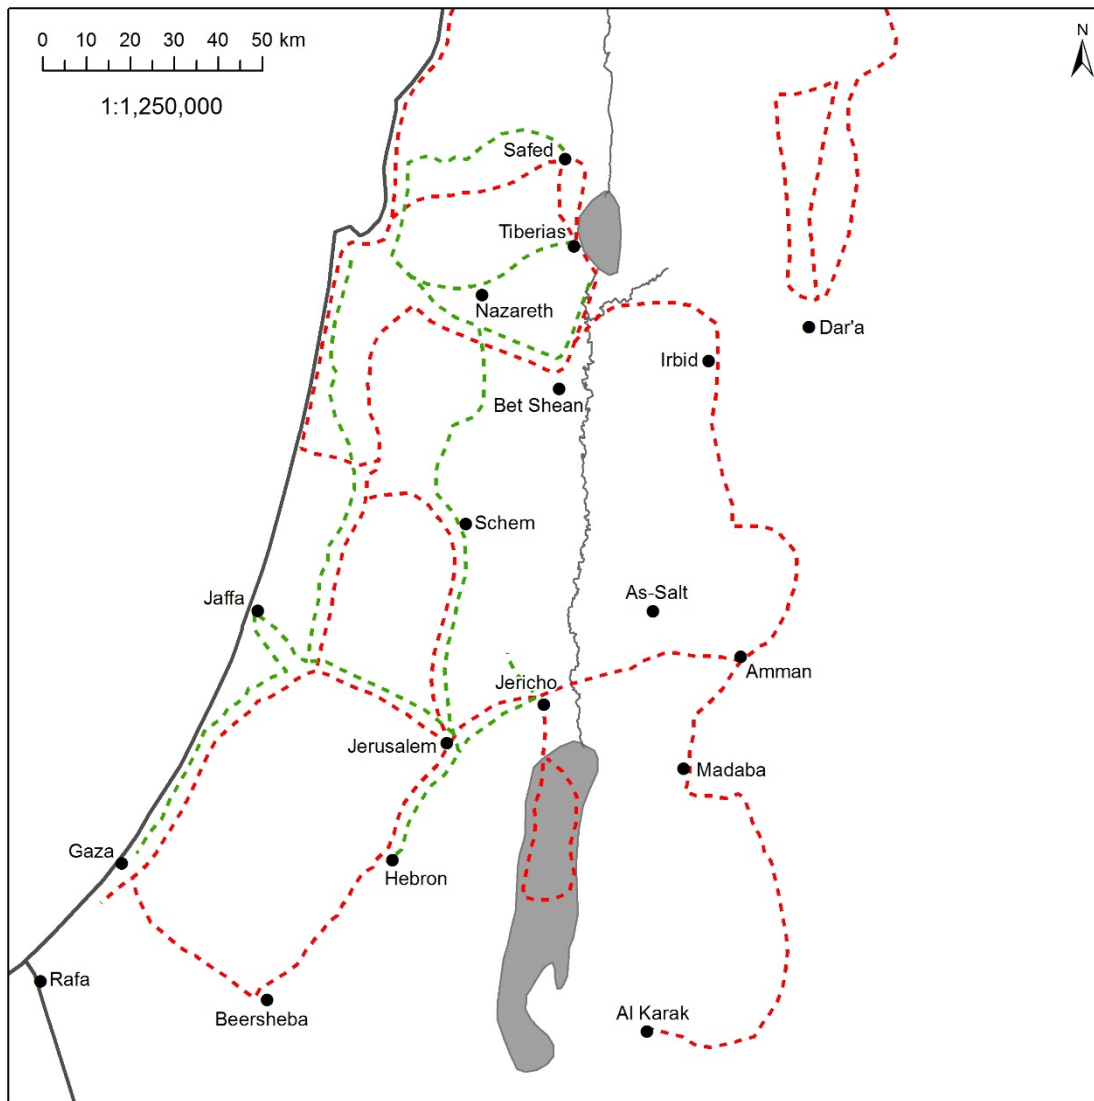 N
0 10 20 30 50 km
1:1,250,000
Safed
Tiberias
Nazareth
Dar'a
Irbid
Bet Shean
Schem
As-Salt
Jaffa
Amman
Jericho
Jerusalem
Madaba
Gaza
Hebron
Rafa
Beersheba
Al Karak